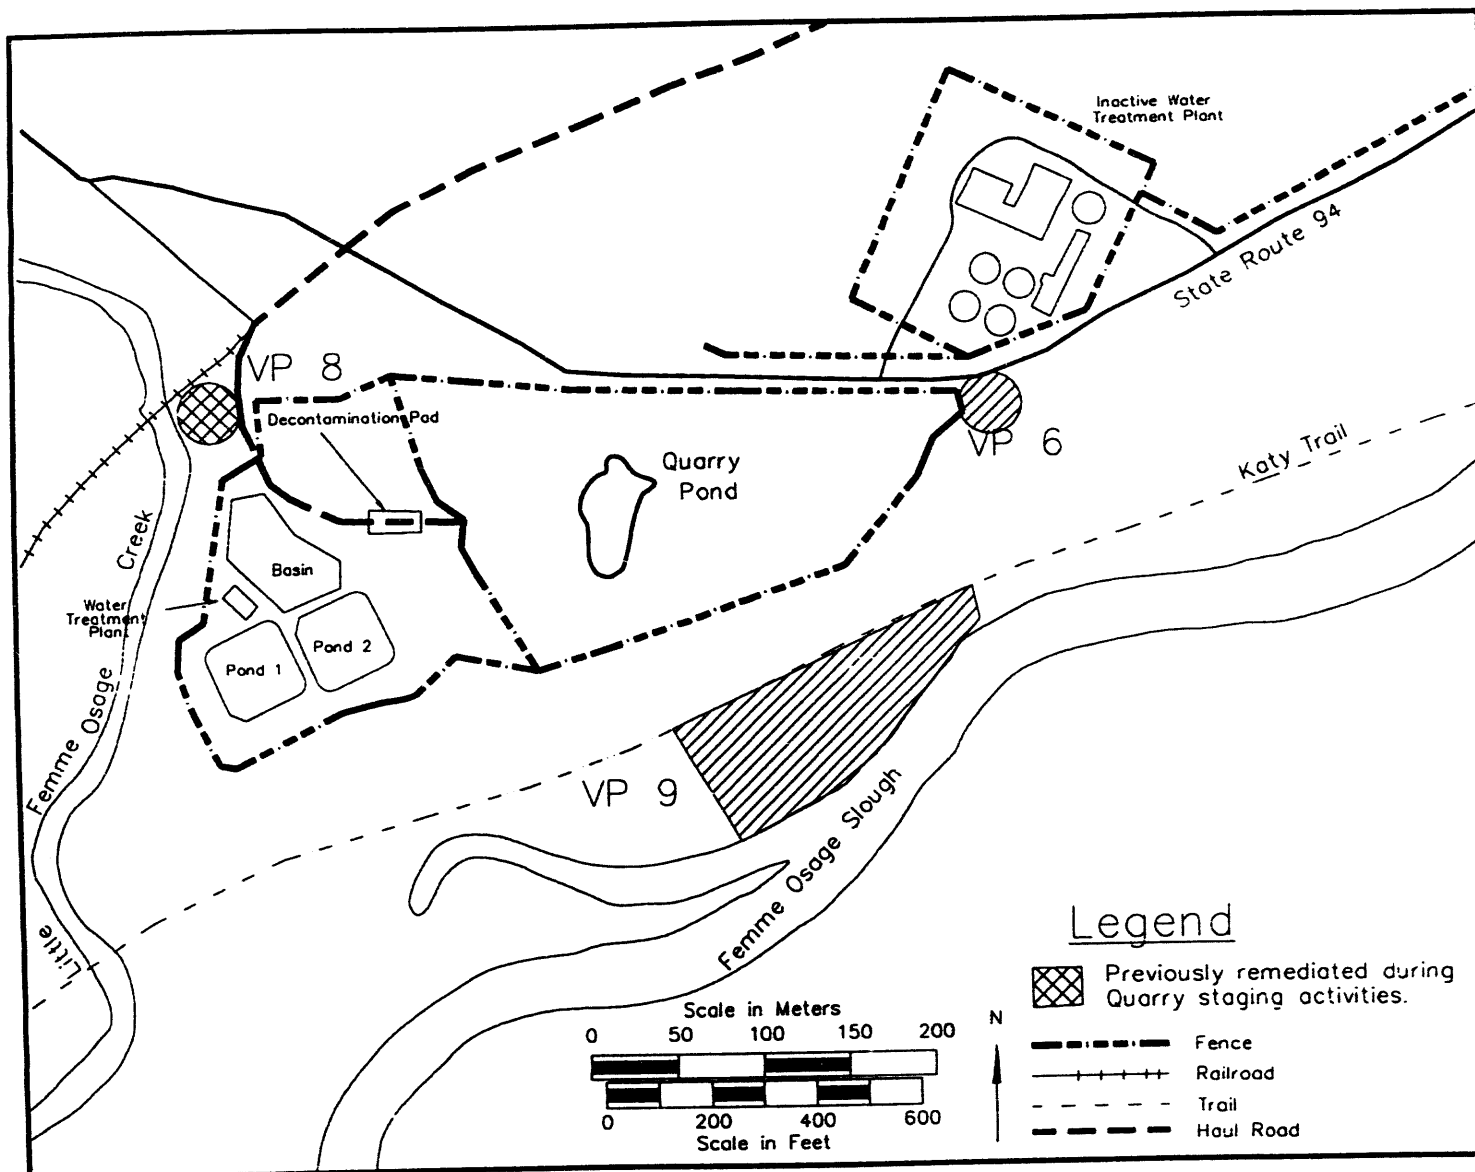 Inactive Water
Treatment Plant
State Route 94
VP 8
Decontamination Pad
VP 6
Katy Trail
Quarry
Pond
Creek
Basin
Water
Treatment
Plant
Pond 2
Pond 1
Femme Osage
VP 9
Femme Osage Slough
Little
Legend
Previously remediated during
Quarry staging activities.
Scale in Meters
N
0 50 100 150 200
Fence
Railroad
Trail
0 200 400 600
Haul Road
Scale in Feet